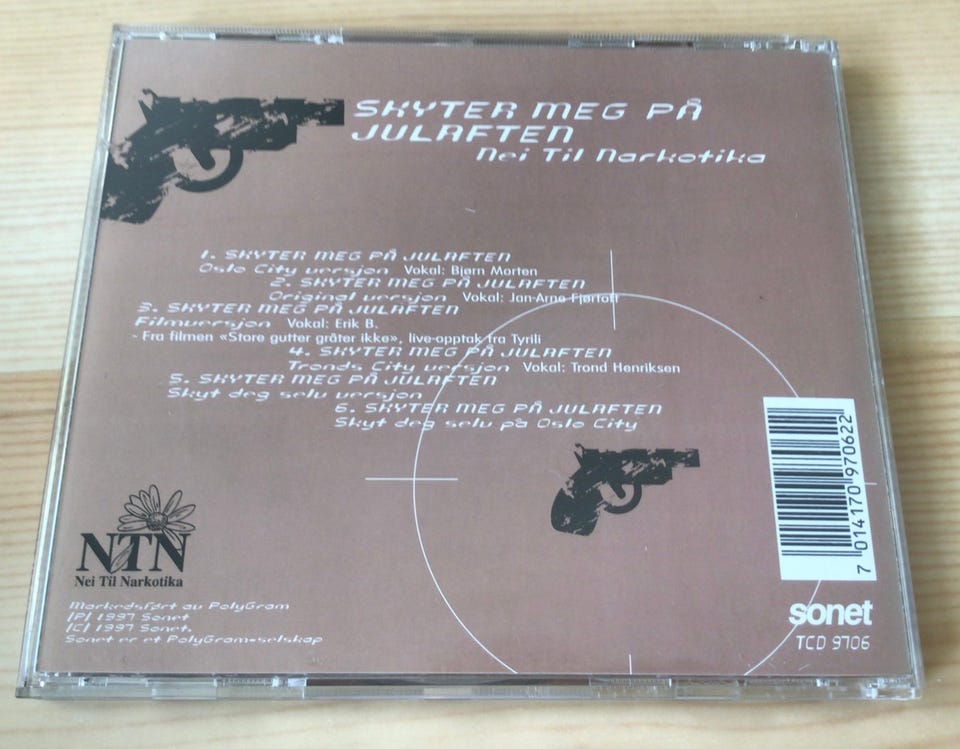 SKYTER MEG PÅ
JULAFTEN
Nei Til Narkotika
1. SKYTER MEG PÅ JULAFTEN
Oslo City versjon Vokal: Bjørn Morten
2. SKYTER MEG PÅ JULAFTEN
Original versjon Vokal: Jan-Arne Fjørtoft
3. SKYTER MEG PÅ JULAFTEN
Filmversjon Vokal: Erik B.
- Fra filmen «Store gutter gråter ikke», live-opptak fra Tyrili
4. SKYTER MEG PÅ JULAFTEN
Tronds City versjon Vokal: Trond Henriksen
5. SKYTER MEG PÅ JULAFTEN
Skyt deg selv versjon
6. SKYTER MEG PÅ JULAFTEN
Skyt deg selv på Oslo City
7 014170 970622
NTN
Nei Til Narkotika
Markedsført av PolyGram
(P) 1997 Sonet
(C) 1997 Sonet.
Sonet er et PolyGram-selskap
sonet
TCD 9706